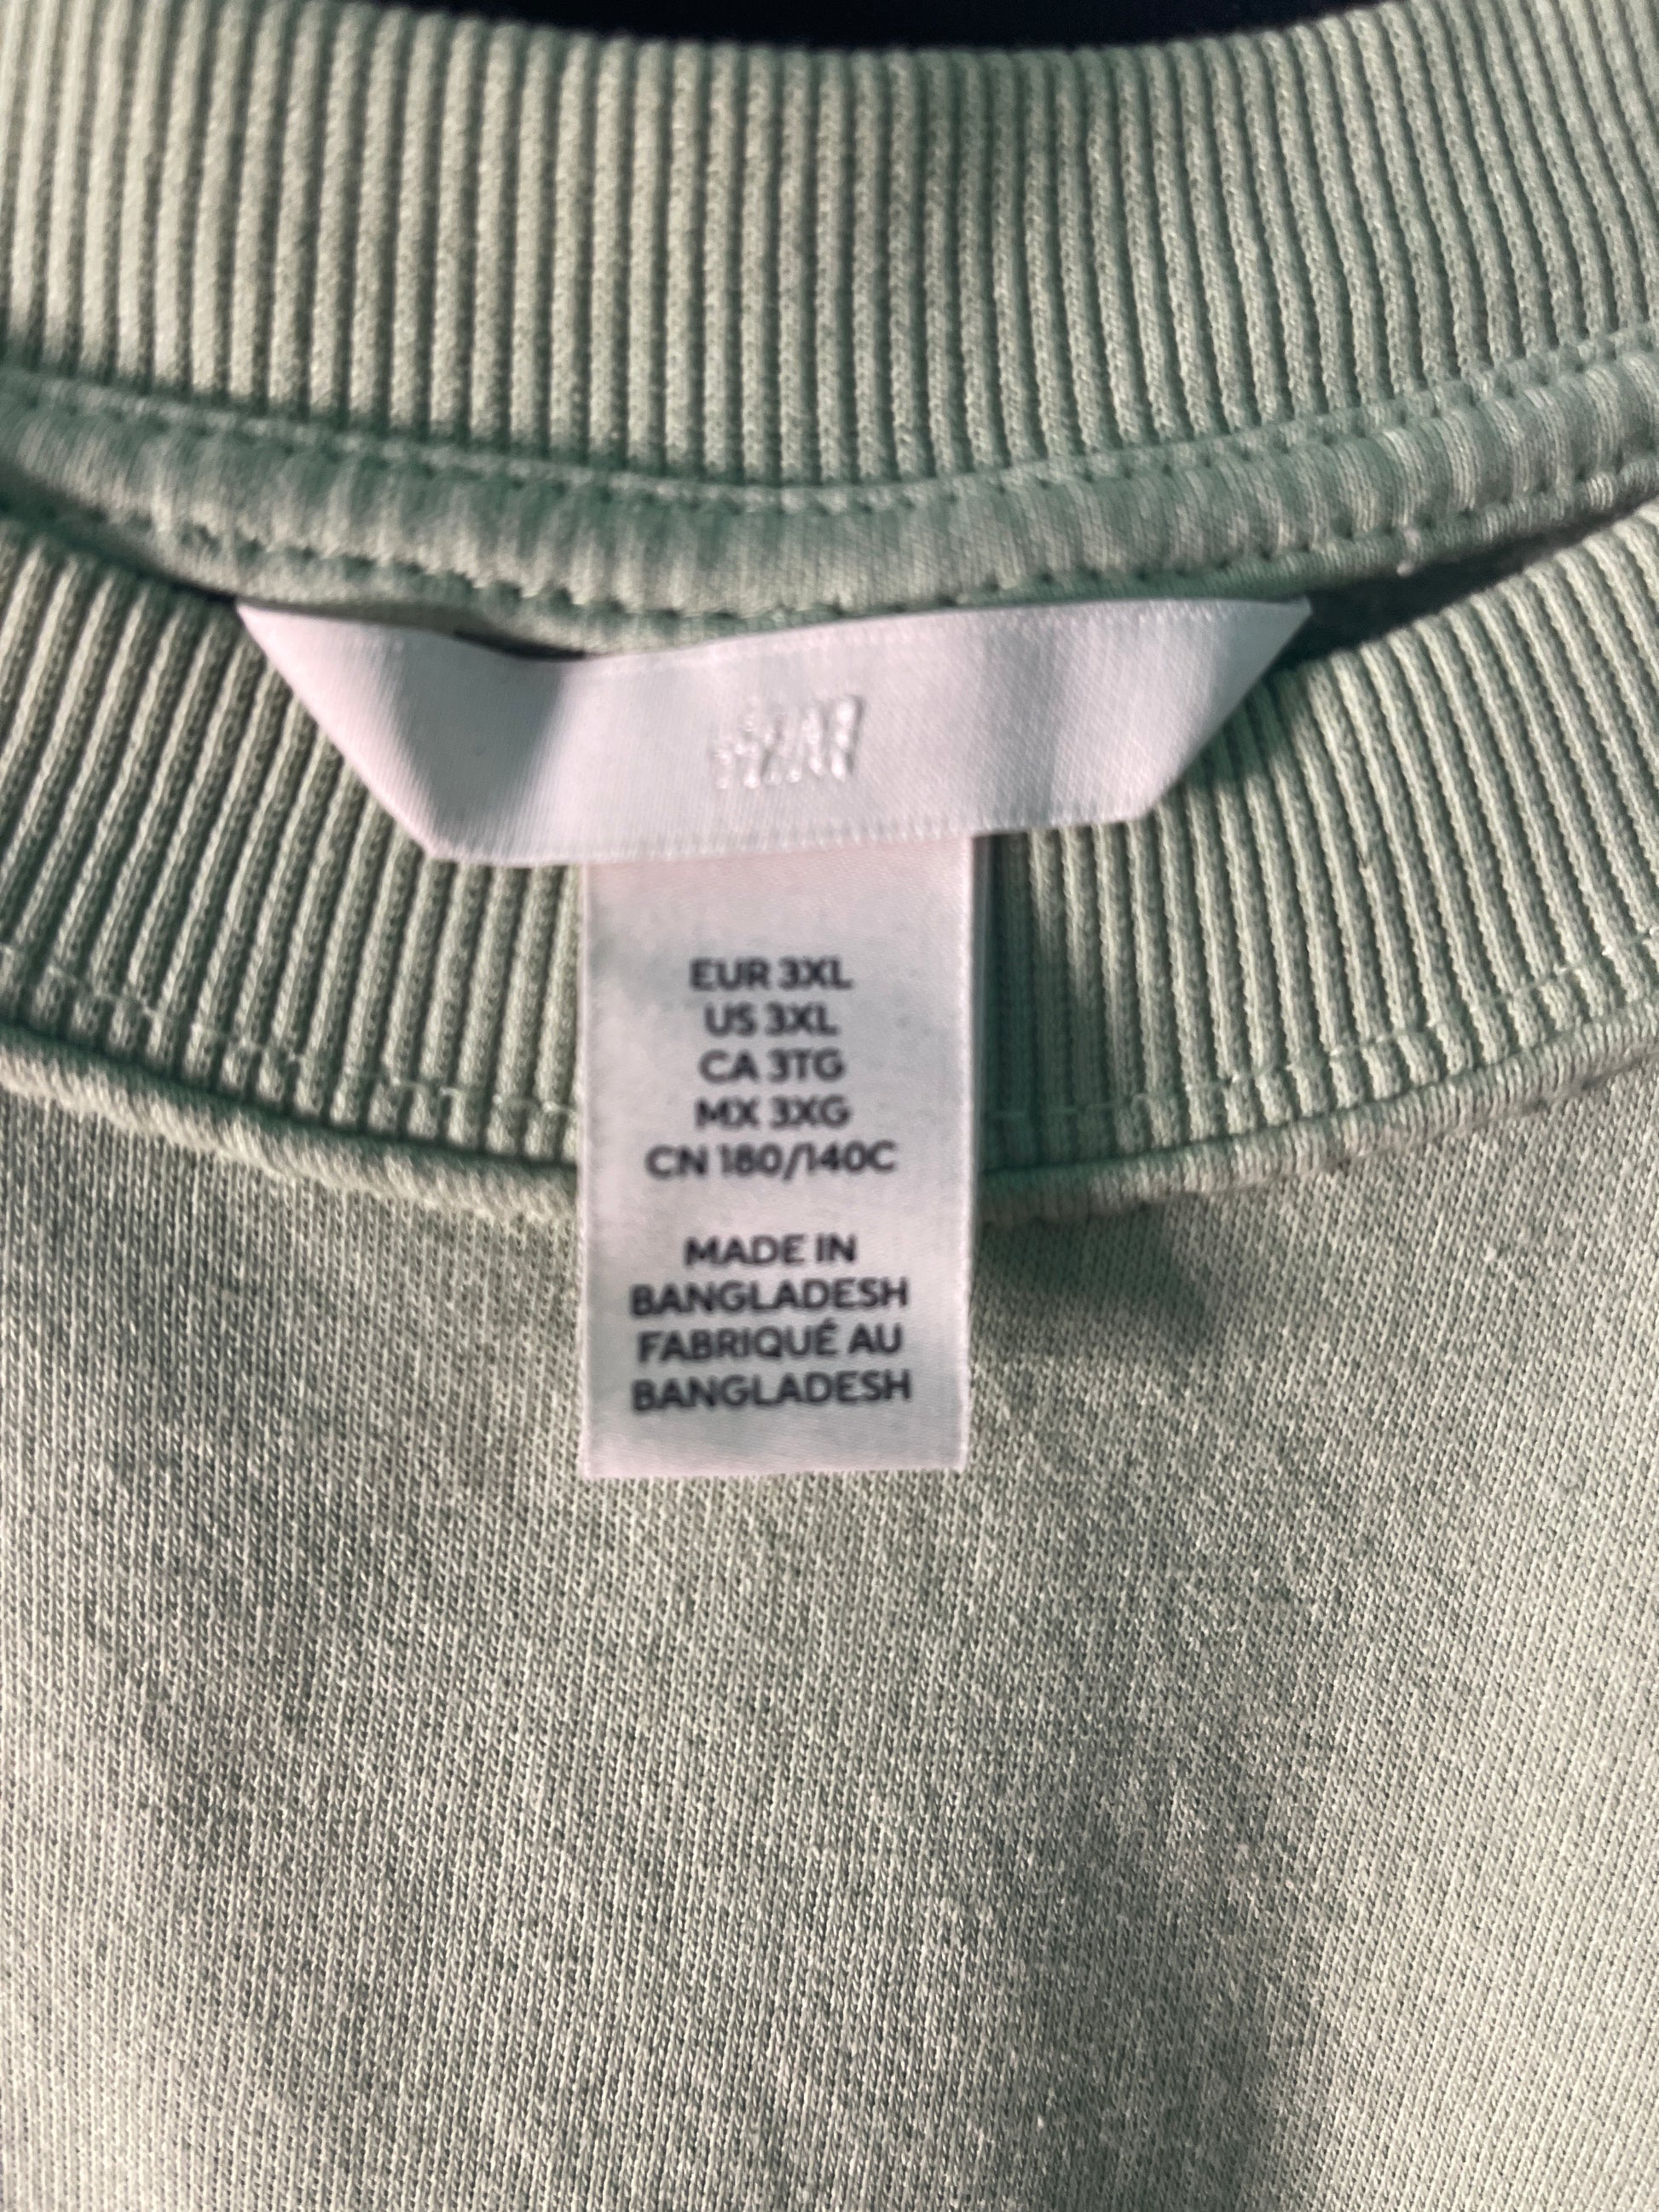 H&M
EUR 3XL
US 3XL
CA 3TG
MX 3XG
CN 180/140C
MADE IN
BANGLADESH
FABRIQUÉ AU
BANGLADESH